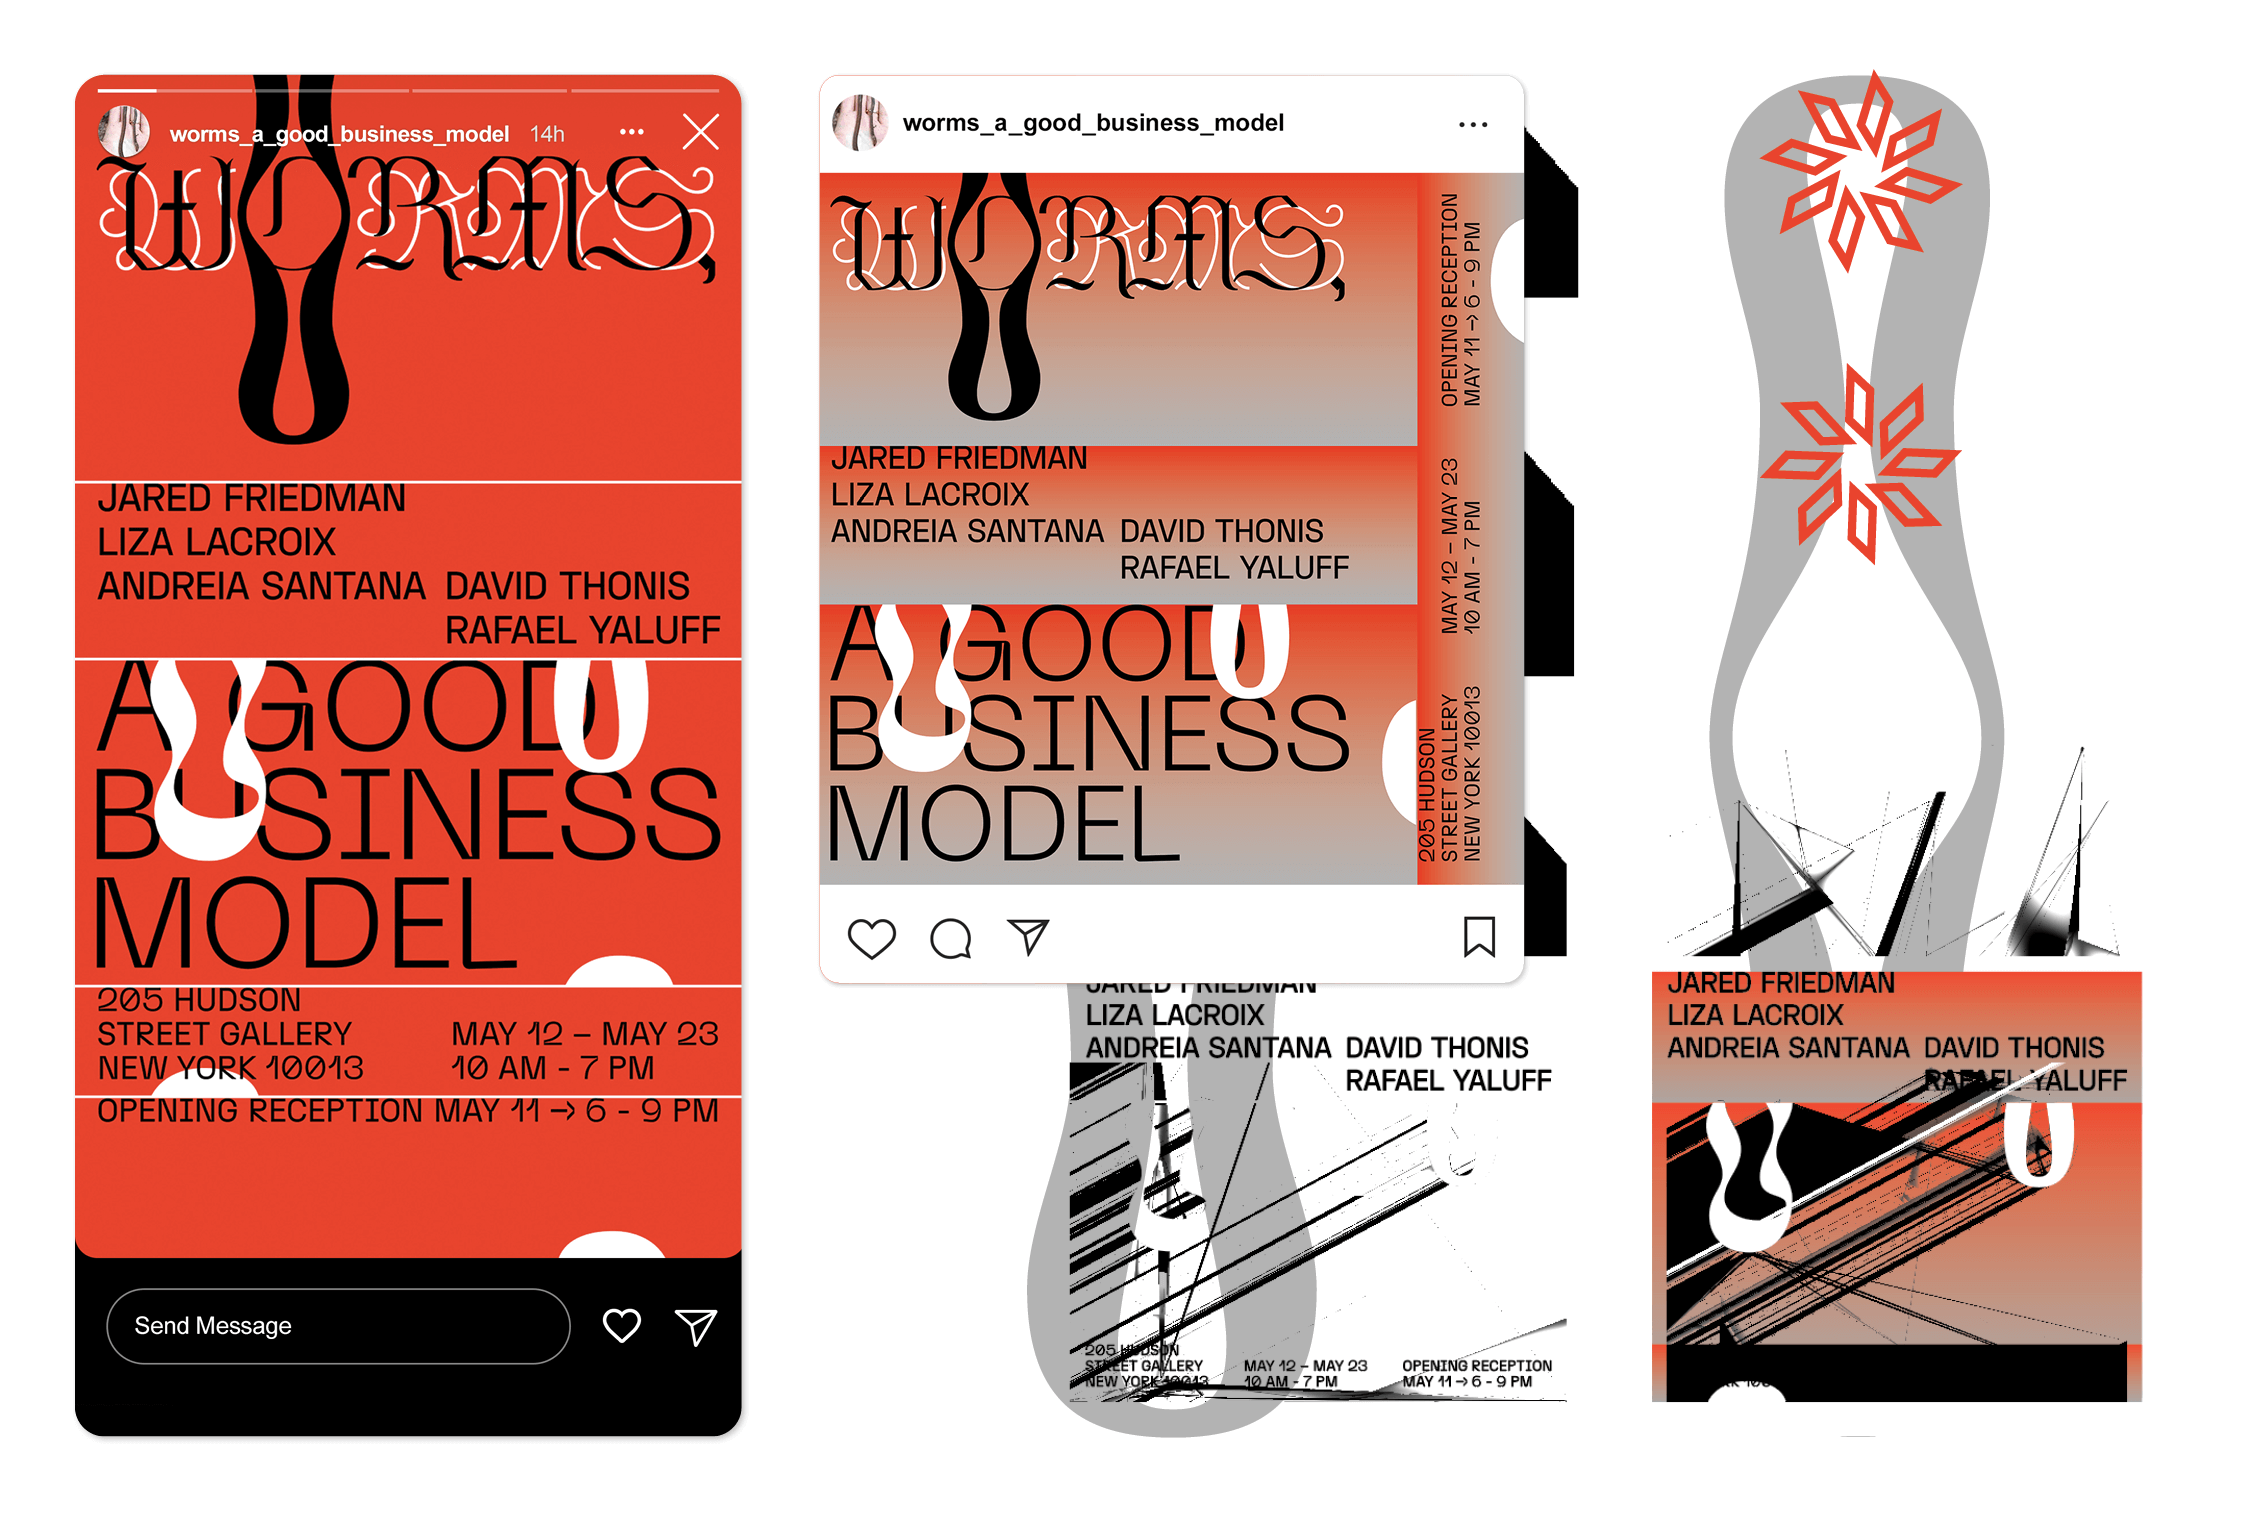 worms_a_good_business_model 14h
WORMS,
JARED FRIEDMAN
LIZA LACROIX
ANDREIA SANTANA DAVID THONIS
RAFAEL YALUFF
A GOOD
BUSINESS
MODEL
205 HUDSON
STREET GALLERY MAY 12 – MAY 23
NEW YORK 10013 10 AM - 7 PM
OPENING RECEPTION MAY 11 → 6 - 9 PM
Send Message
worms_a_good_business_model
WORMS,
JARED FRIEDMAN
LIZA LACROIX
ANDREIA SANTANA DAVID THONIS
RAFAEL YALUFF
A GOOD
BUSINESS
MODEL
OPENING RECEPTION
MAY 11 → 6 - 9 PM
MAY 12 – MAY 23
10 AM - 7 PM
205 HUDSON
STREET GALLERY
NEW YORK 10013
JARED FRIEDMAN
LIZA LACROIX
ANDREIA SANTANA DAVID THONIS
RAFAEL YALUFF
205 HUDSON
STREET GALLERY MAY 12 – MAY 23 OPENING RECEPTION
NEW YORK 10013 10 AM - 7 PM MAY 11 → 6 - 9 PM
JARED FRIEDMAN
LIZA LACROIX
ANDREIA SANTANA DAVID THONIS
RAFAEL YALUFF